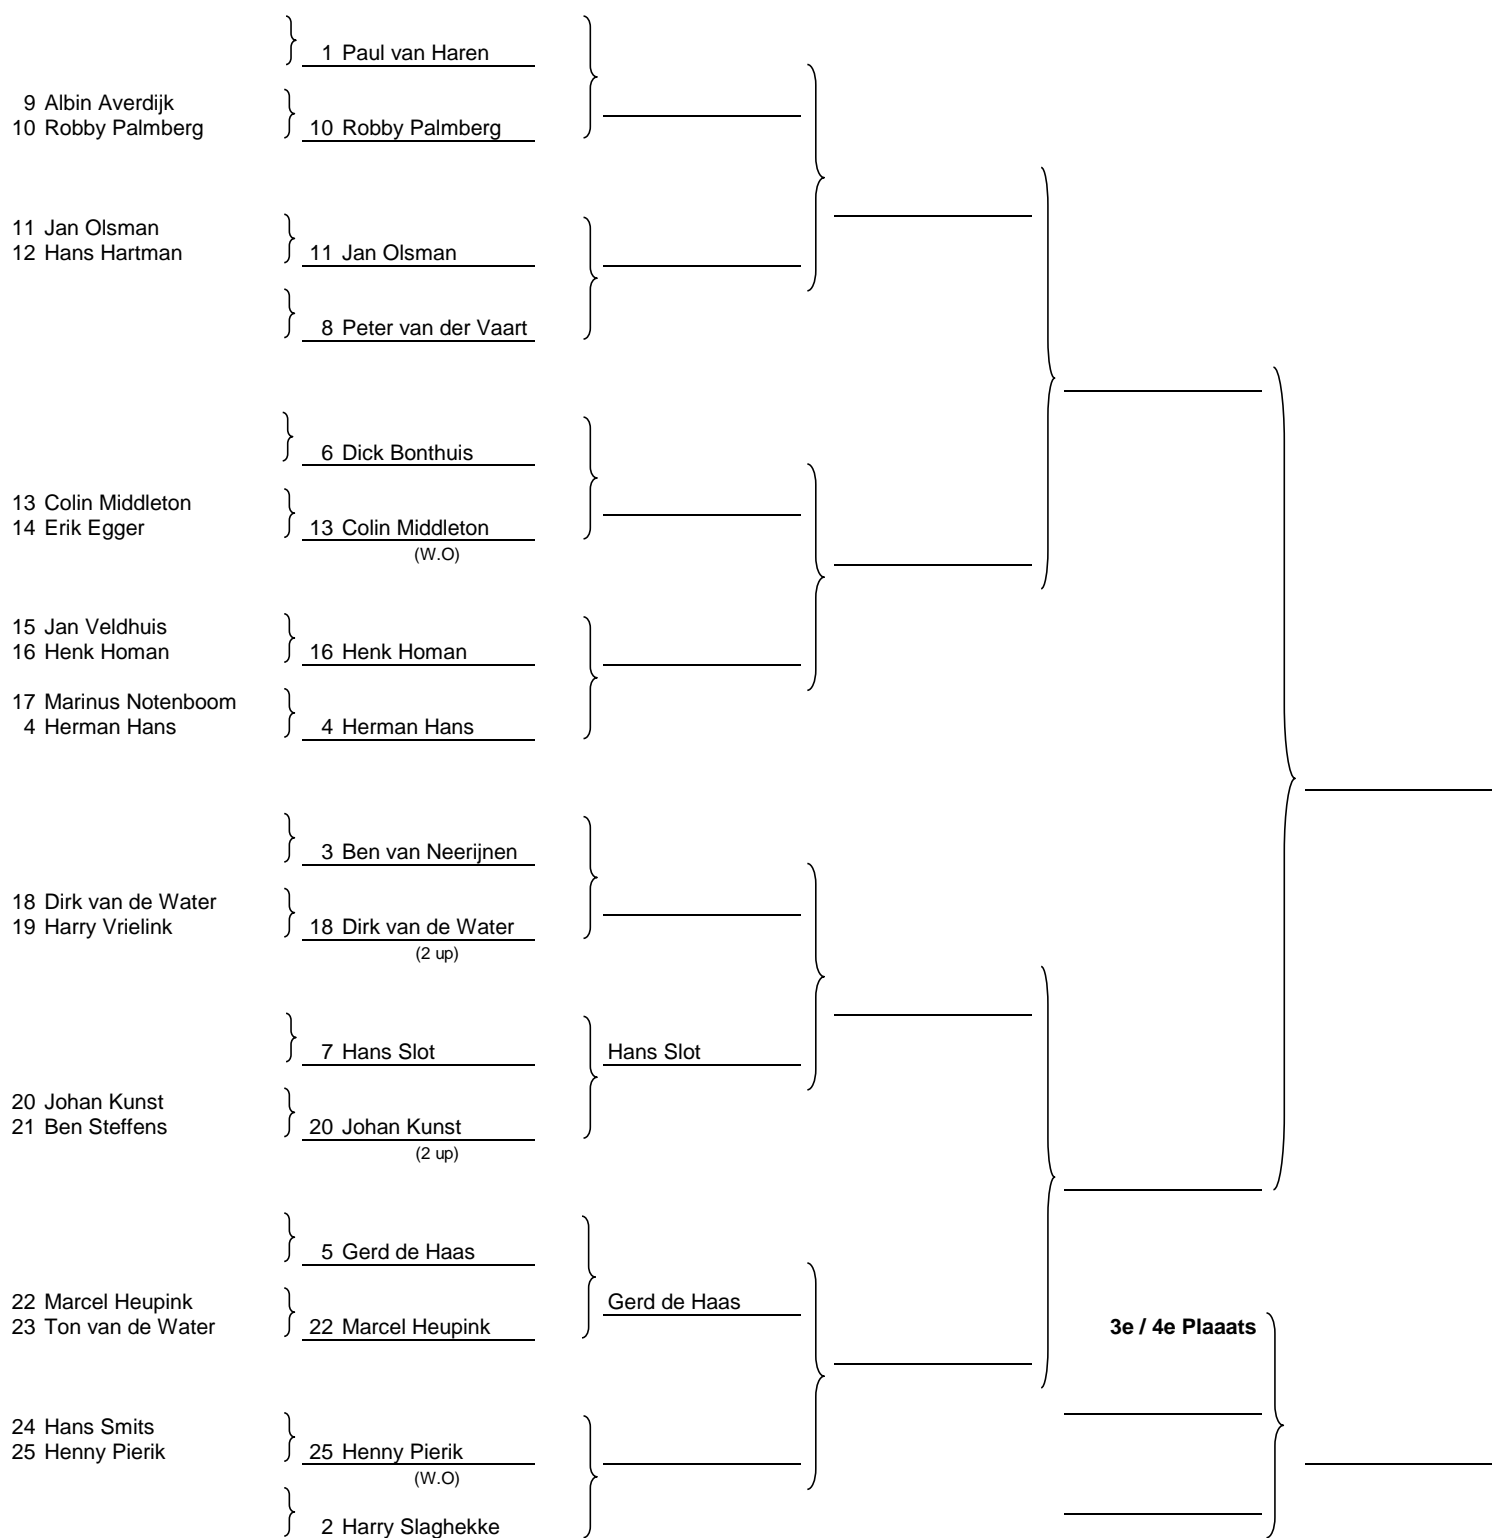 1 Paul van Haren
9 Albin Averdijk
10 Robby Palmberg
10 Robby Palmberg
11 Jan Olsman
12 Hans Hartman
11 Jan Olsman
8 Peter van der Vaart
6 Dick Bonthuis
13 Colin Middleton
14 Erik Egger
13 Colin Middleton
(W.O)
15 Jan Veldhuis
16 Henk Homan
16 Henk Homan
17 Marinus Notenboom
4 Herman Hans
4 Herman Hans
3 Ben van Neerijnen
18 Dirk van de Water
19 Harry Vrielink
18 Dirk van de Water
(2 up)
7 Hans Slot
Hans Slot
20 Johan Kunst
21 Ben Steffens
20 Johan Kunst
(2 up)
5 Gerd de Haas
22 Marcel Heupink
23 Ton van de Water
22 Marcel Heupink
Gerd de Haas
3e / 4e Plaaats
24 Hans Smits
25 Henny Pierik
25 Henny Pierik
(W.O)
2 Harry Slaghekke